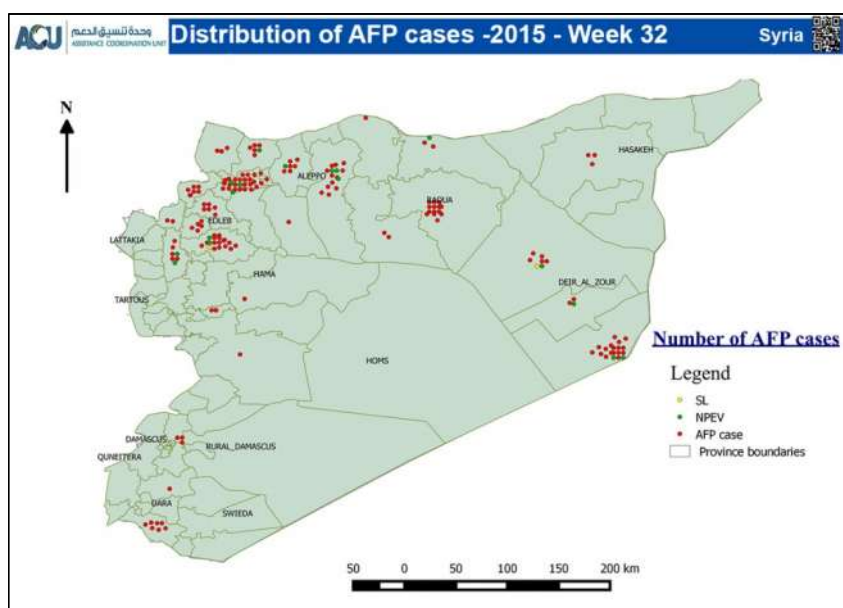 ACU
وحدة تنسيق الدعم
ASSISTANCE COORDINATION UNIT
Distribution of AFP cases -2015 - Week 32
Syria
N
HASAKEH
ALEPPO
RAQUA
EDLEB
LATTAKIA
HAMA
DEIR_AL_ZOUR
TARTOUS
HOMS
Number of AFP cases
Legend
SL
NPEV
AFP case
Province boundaries
DAMASCUS
RURAL_DAMASCUS
QUNEITERA
DARA
SWIEDA
50 0 50 100 150 200 km